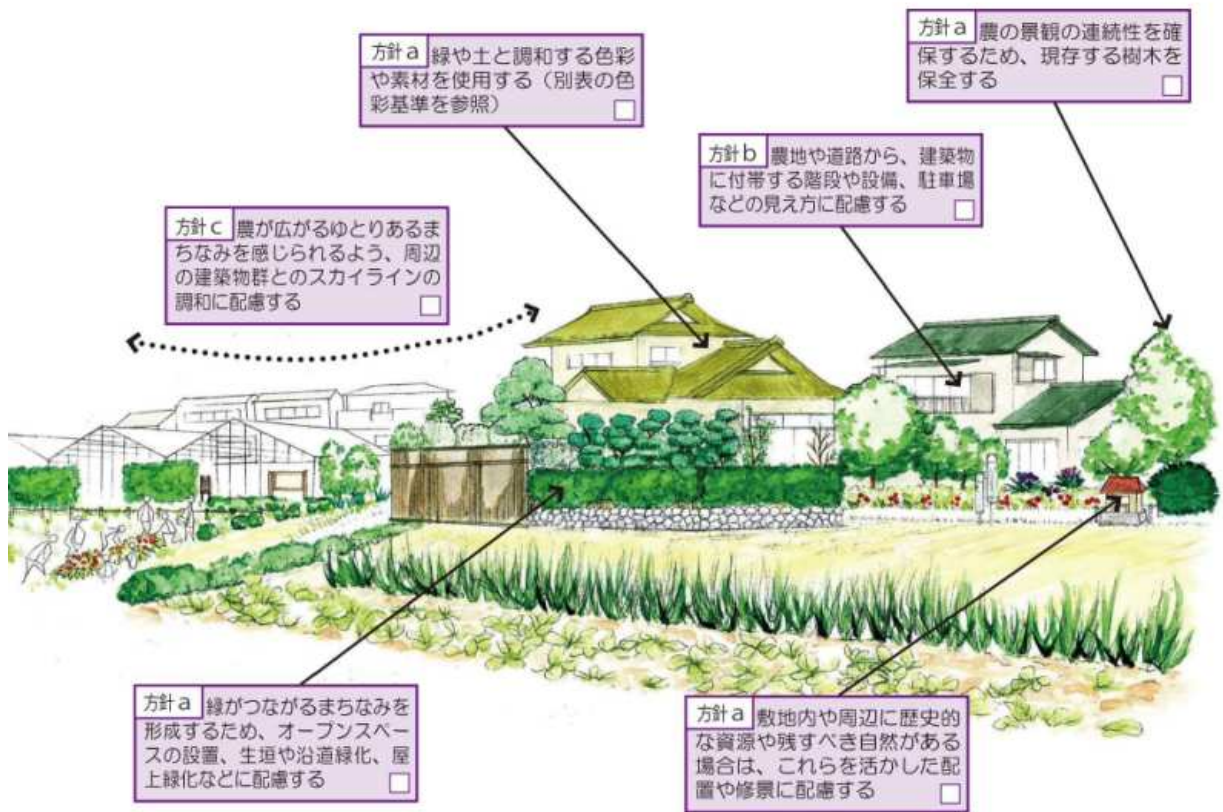 方針a 緑や土と調和する色彩
や素材を使用する（別表の色
彩基準を参照）
方針a 農の景観の連続性を確
保するため、現存する樹木を
保全する
方針b 農地や道路から、建築物
に付帯する階段や設備、駐車場
などの見え方に配慮する
方針c 農が広がるゆとりあるま
ちなみを感じられるよう、周辺
の建築物群とのスカイラインの
調和に配慮する
方針a 緑がつながるまちなみを
形成するため、オープンスペー
スの設置、生垣や沿道緑化、屋
上緑化などに配慮する
方針a 敷地内や周辺に歴史的
な資源や残すべき自然がある
場合は、これらを活かした配
置や修景に配慮する